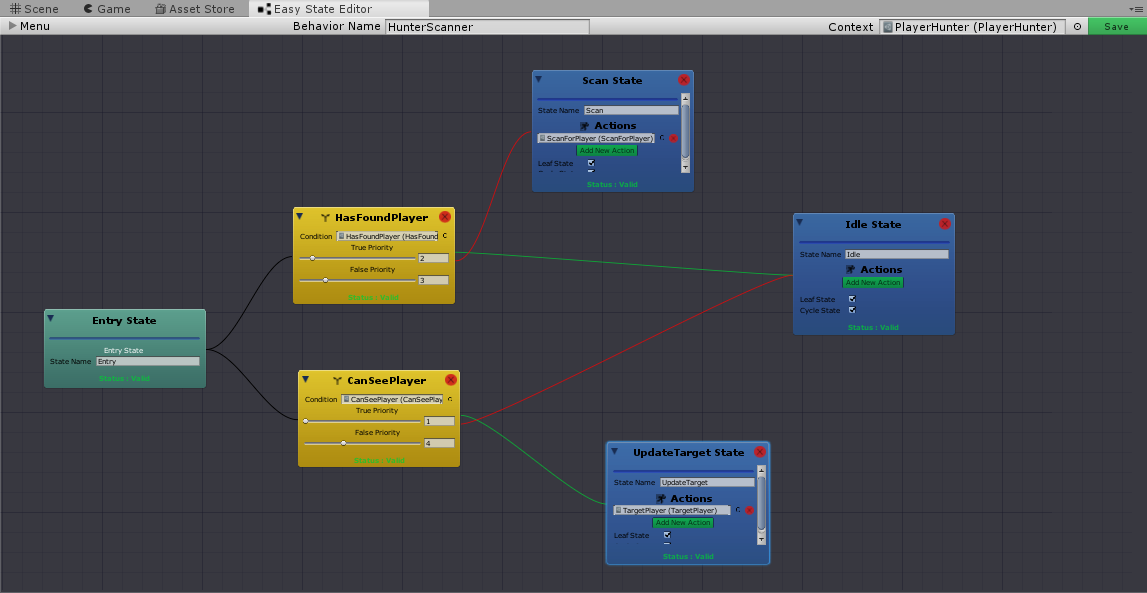 Scene Game Asset Store Easy State Editor
Menu Behavior Name HunterScanner Context PlayerHunter (PlayerHunter) Save
Scan State
State Name Scan
Actions
ScanForPlayer (ScanForPlayer) C
Add New Action
Leaf State
Status : Valid
HasFoundPlayer
Condition HasFoundPlayer (HasFound C
True Priority
2
False Priority
3
Status : Valid
Idle State
State Name Idle
Actions
Add New Action
Leaf State
Cycle State
Status : Valid
Entry State
Entry State
State Name Entry
Status : Valid
CanSeePlayer
Condition CanSeePlayer (CanSeePlay C
True Priority
1
False Priority
4
Status : Valid
UpdateTarget State
State Name UpdateTarget
Actions
TargetPlayer (TargetPlayer) C
Add New Action
Leaf State
Status : Valid